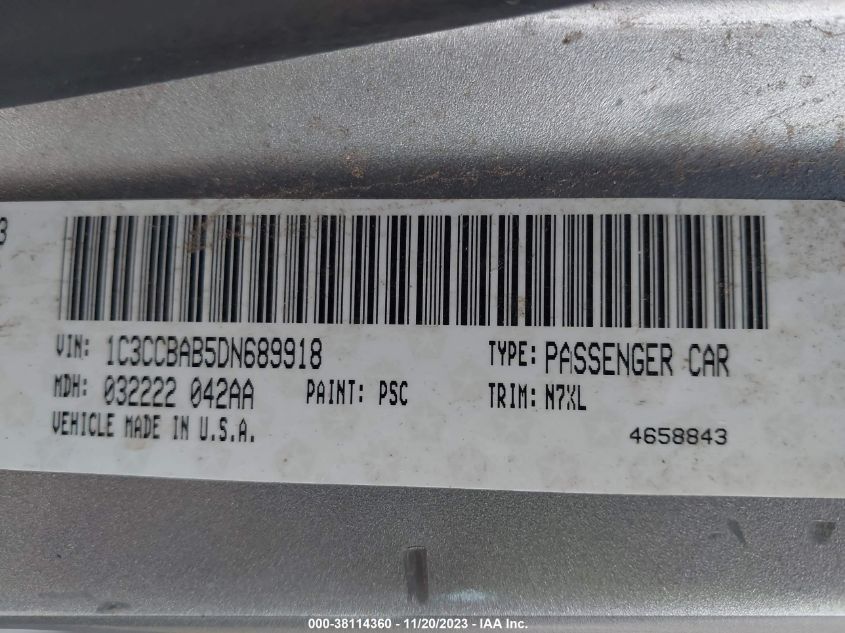 3
VIN: 1C3CCBAB5DN689918 TYPE: PASSENGER CAR
MDH: 032222 042AA PAINT: PSC TRIM: N7XL
VEHICLE MADE IN U.S.A. 4658843
000-38114360 - 11/20/2023 - IAA Inc.